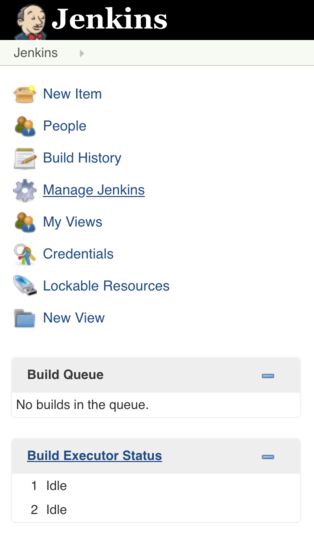 Jenkins
Jenkins
New Item
People
Build History
Manage Jenkins
My Views
Credentials
Lockable Resources
New View
Build Queue
No builds in the queue.
Build Executor Status
1 Idle
2 Idle